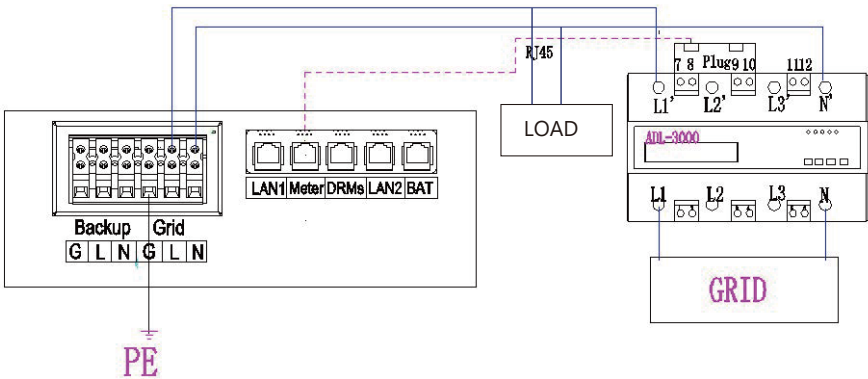 RJ45
7 8 Plug 9 10 11 12
L1' L2' L3' N'
LOAD
ADL-3000
LAN1 Meter DRMs LAN2 BAT
L1 L2 L3 N
Backup Grid
G L N G L N
GRID
PE